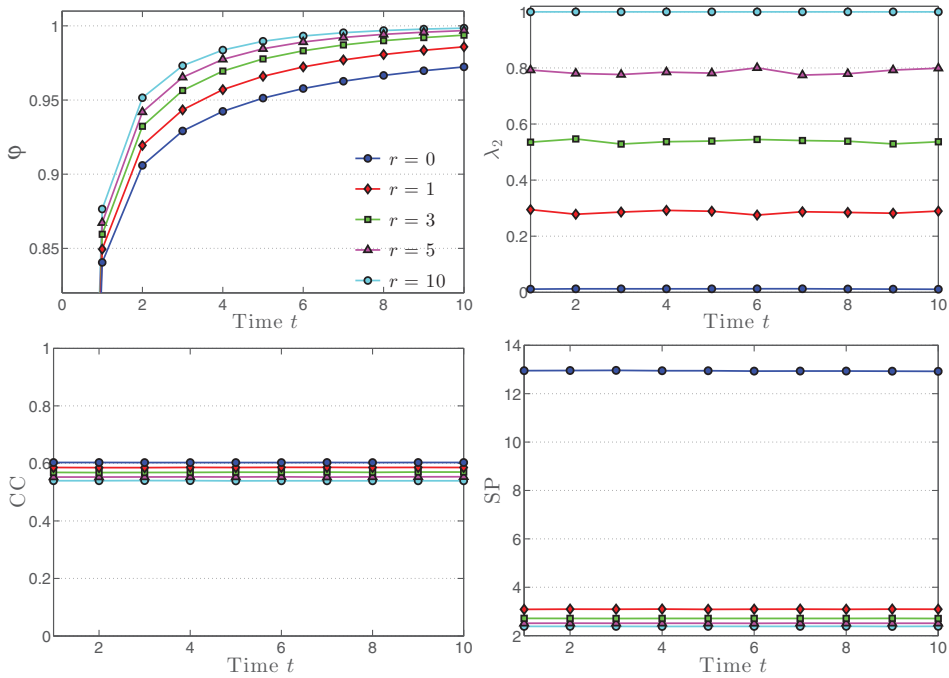 1
0.95
0.9
0.85
φ
r = 0
r = 1
r = 3
r = 5
r = 10
0 2 4 6 8 10
Time t
1
0.8
0.6
0.4
0.2
0
λ2
2 4 6 8 10
Time t
1
0.8
0.6
0.4
0.2
0
CC
2 4 6 8 10
Time t
14
12
10
8
6
4
2
SP
2 4 6 8 10
Time t